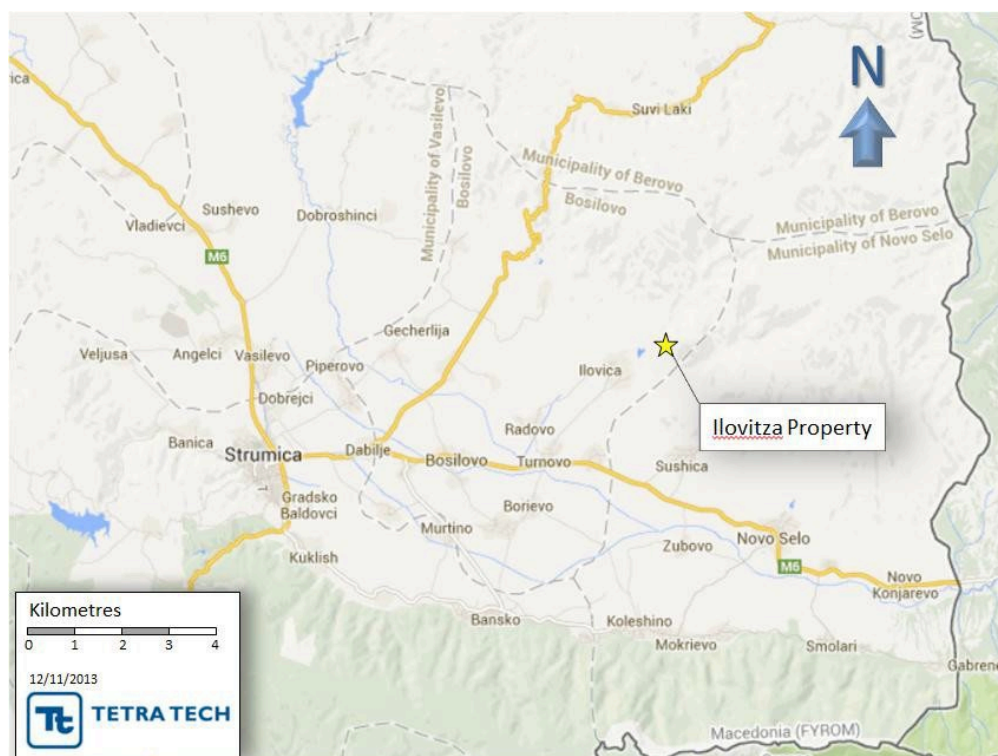 OM)
N
ica
Suvi Laki
Municipality of Vasilevo
Bosilovo
Municipality of Berovo
Bosilovo
Sushevo
Dobroshinci
Vladievci
Municipality of Berovo
Municipality of Novo Selo
M6
Gecherlija
Veljusa
Angelci
Vasilevo
Piperovo
Ilovica
Dobrejci
Ilovitza Property
Radovo
Banica
Strumica
Dabilje
Bosilovo
Turnovo
Sushica
Gradsko
Baldovci
Borievo
Murtino
Novo Selo
Zubovo
Kuklish
M6
Novo
Konjarevo
Kilometres
0 1 2 3 4
Bansko
Koleshino
Mokrievo
Smolari
Gabrene
12/11/2013
Tt TETRA TECH
Macedonia (FYROM)